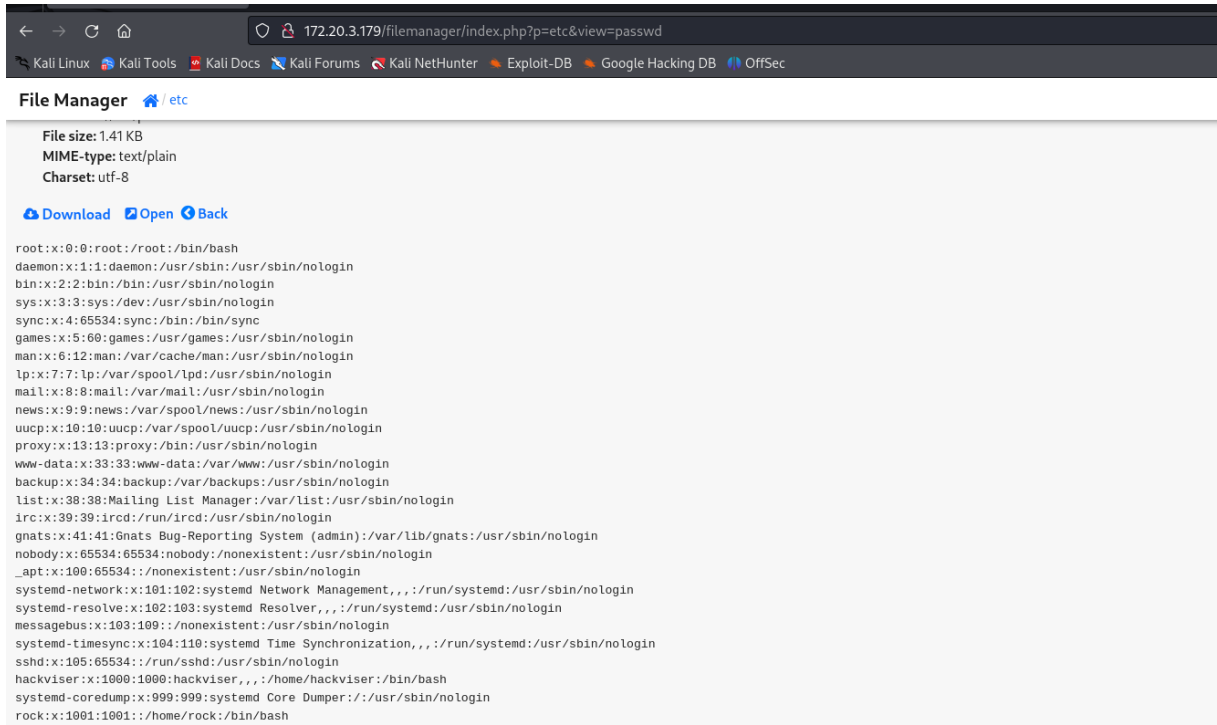 172.20.3.179/filemanager/index.php?p=etc&view=passwd
Kali Linux Kali Tools Kali Docs Kali Forums Kali NetHunter Exploit-DB Google Hacking DB OffSec
File Manager / etc
File size: 1.41 KB
MIME-type: text/plain
Charset: utf-8
Download Open Back
root:x:0:0:root:/root:/bin/bash
daemon:x:1:1:daemon:/usr/sbin:/usr/sbin/nologin
bin:x:2:2:bin:/bin:/usr/sbin/nologin
sys:x:3:3:sys:/dev:/usr/sbin/nologin
sync:x:4:65534:sync:/bin:/bin/sync
games:x:5:60:games:/usr/games:/usr/sbin/nologin
man:x:6:12:man:/var/cache/man:/usr/sbin/nologin
lp:x:7:7:lp:/var/spool/lpd:/usr/sbin/nologin
mail:x:8:8:mail:/var/mail:/usr/sbin/nologin
news:x:9:9:news:/var/spool/news:/usr/sbin/nologin
uucp:x:10:10:uucp:/var/spool/uucp:/usr/sbin/nologin
proxy:x:13:13:proxy:/bin:/usr/sbin/nologin
www-data:x:33:33:www-data:/var/www:/usr/sbin/nologin
backup:x:34:34:backup:/var/backups:/usr/sbin/nologin
list:x:38:38:Mailing List Manager:/var/list:/usr/sbin/nologin
irc:x:39:39:ircd:/run/ircd:/usr/sbin/nologin
gnats:x:41:41:Gnats Bug-Reporting System (admin):/var/lib/gnats:/usr/sbin/nologin
nobody:x:65534:65534:nobody:/nonexistent:/usr/sbin/nologin
_apt:x:100:65534::/nonexistent:/usr/sbin/nologin
systemd-network:x:101:102:systemd Network Management,,,:/run/systemd:/usr/sbin/nologin
systemd-resolve:x:102:103:systemd Resolver,,,:/run/systemd:/usr/sbin/nologin
messagebus:x:103:109::/nonexistent:/usr/sbin/nologin
systemd-timesync:x:104:110:systemd Time Synchronization,,,:/run/systemd:/usr/sbin/nologin
sshd:x:105:65534::/run/sshd:/usr/sbin/nologin
hackviser:x:1000:1000:hackviser,,,:/home/hackviser:/bin/bash
systemd-coredump:x:999:999:systemd Core Dumper:/:/usr/sbin/nologin
rock:x:1001:1001::/home/rock:/bin/bash